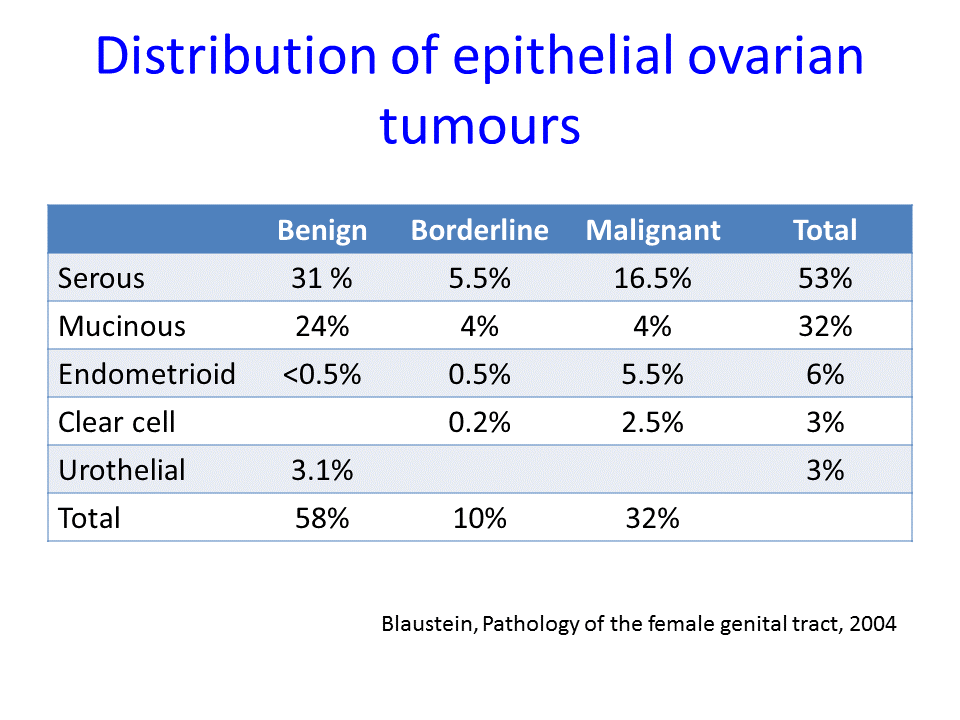 Distribution of epithelial ovarian
tumours
Benign Borderline Malignant Total
Serous 31 % 5.5% 16.5% 53%
Mucinous 24% 4% 4% 32%
Endometrioid <0.5% 0.5% 5.5% 6%
Clear cell 0.2% 2.5% 3%
Urothelial 3.1% 3%
Total 58% 10% 32%
Blaustein, Pathology of the female genital tract, 2004